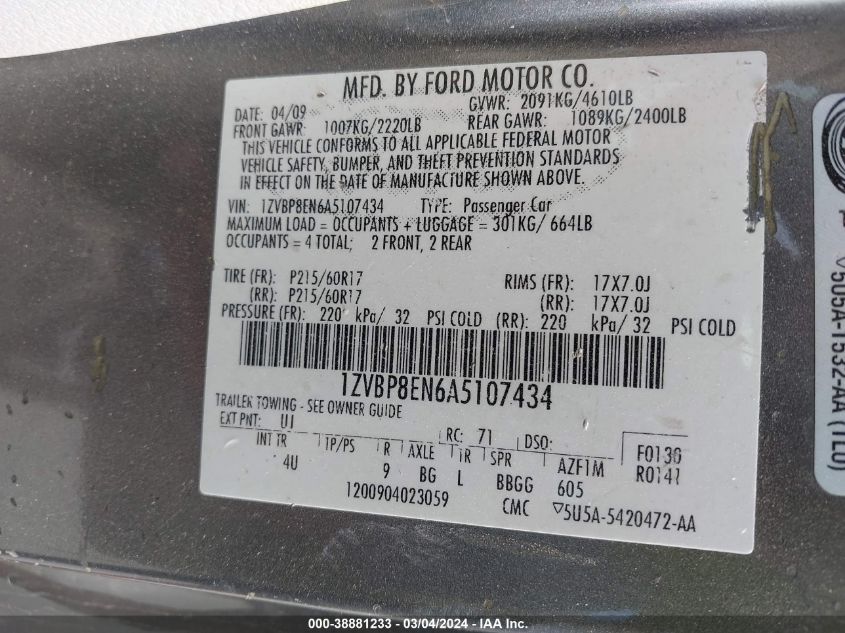 MFD. BY FORD MOTOR CO.
DATE: 04/09 GVWR: 2091KG/4610LB
FRONT GAWR: 1007KG/2220LB REAR GAWR: 1089KG/2400LB
THIS VEHICLE CONFORMS TO ALL APPLICABLE FEDERAL MOTOR
VEHICLE SAFETY, BUMPER, AND THEFT PREVENTION STANDARDS
IN EFFECT ON THE DATE OF MANUFACTURE SHOWN ABOVE.
VIN: 1ZVBP8EN6A5107434 TYPE: Passenger Car
MAXIMUM LOAD = OCCUPANTS + LUGGAGE = 301KG/ 664LB
OCCUPANTS = 4 TOTAL; 2 FRONT, 2 REAR
TIRE (FR): P215/60R17 RIMS (FR): 17X7.0J
(RR): P215/60R17 (RR): 17X7.0J
PRESSURE (FR): 220 kPa/ 32 PSI COLD (RR): 220 kPa/ 32 PSI COLD
1ZVBP8EN6A5107434
TRAILER TOWING - SEE OWNER GUIDE
EXT PNT: UJ RC: 71 DSO: F0130
INT TR TP/PS R AXLE TR SPR AZF1M R0141
4U 9 BG L BBGG 605
1200904023059 CMC ▽5U5A-5420472-AA
▽5U5A-1532-AA (1L0)
000-38881233 - 03/04/2024 - IAA Inc.